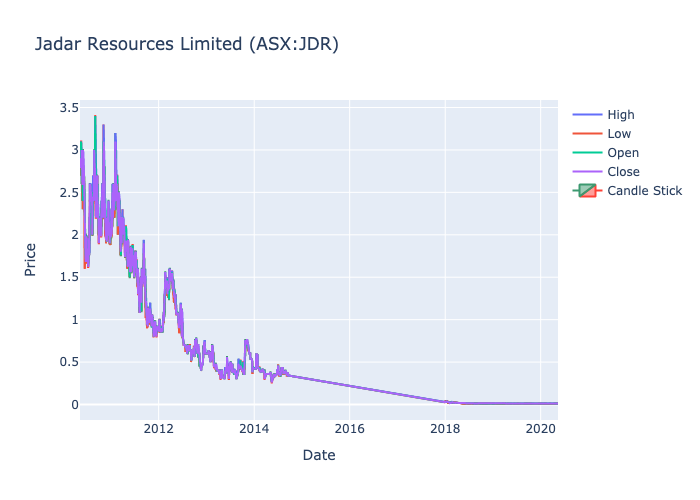 Jadar Resources Limited (ASX:JDR)
3.5
3
2.5
2
1.5
1
0.5
0
Price
2012
2014
2016
2018
2020
Date
High
Low
Open
Close
Candle Stick